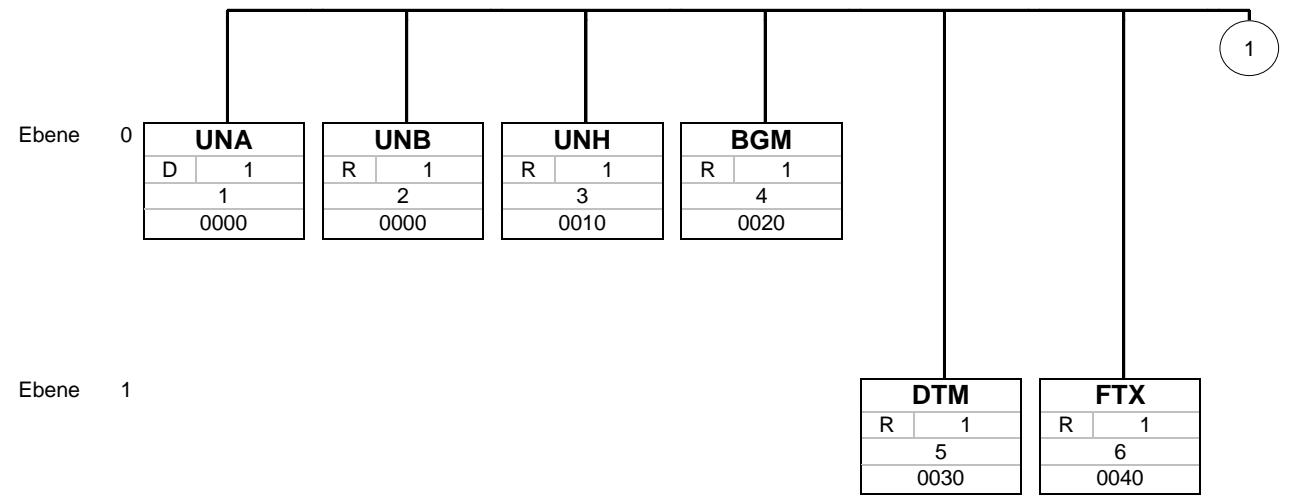 1
Ebene 0
UNA UNB UNH BGM
D 1 R 1 R 1 R 1
1 2 3 4
0000 0000 0010 0020
Ebene 1
DTM FTX
R 1 R 1
5 6
0030 0040